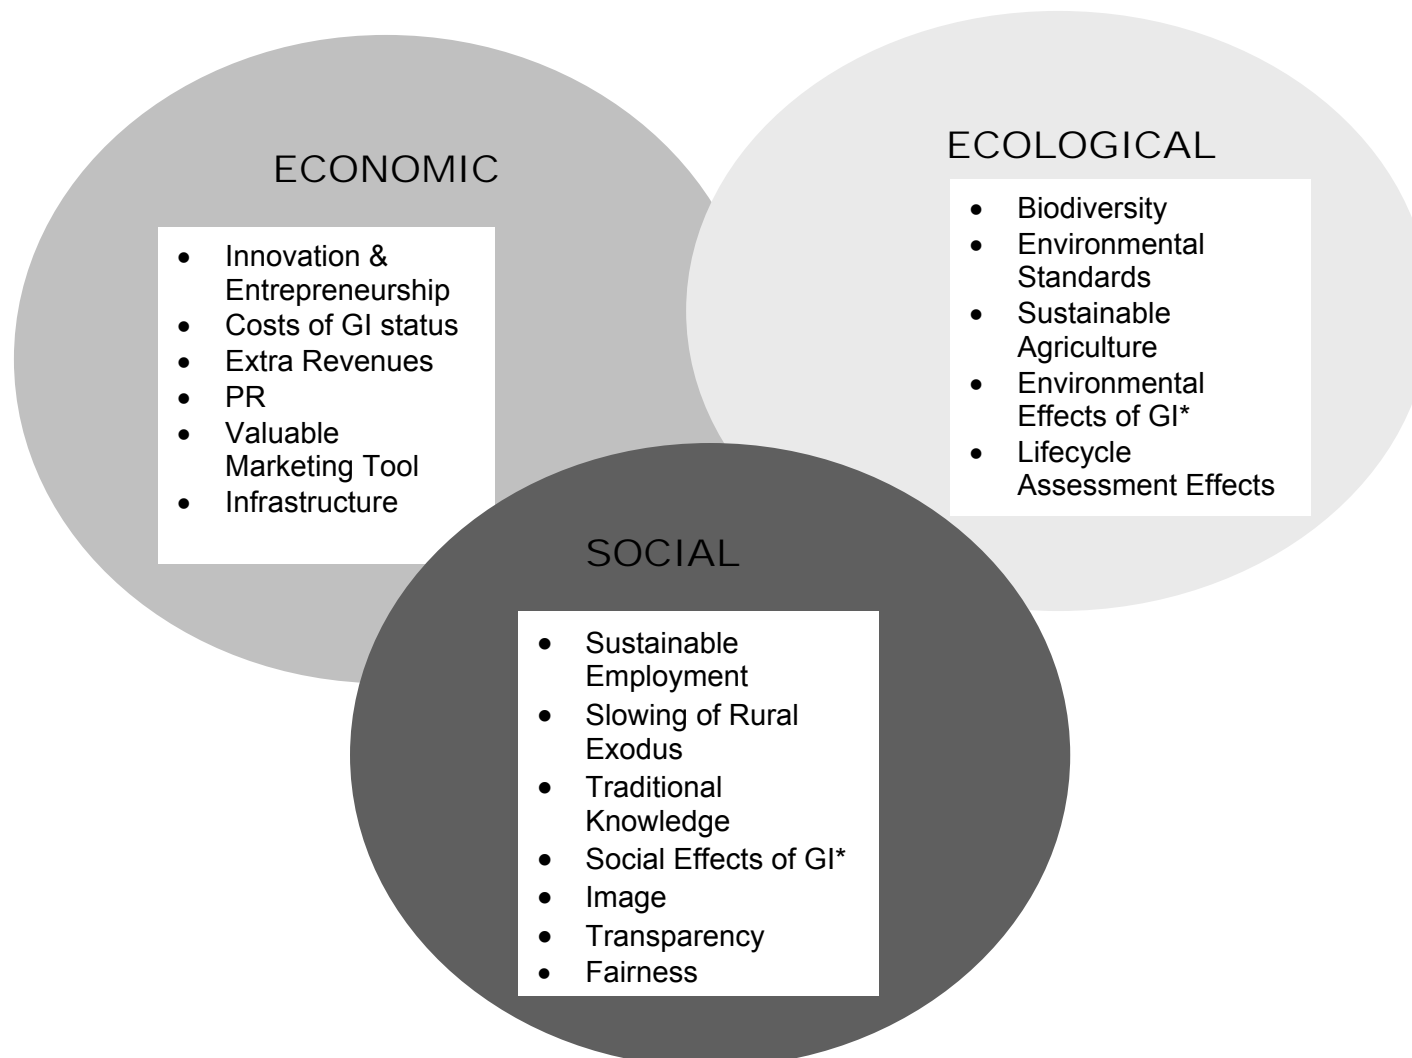 ECONOMIC
• Innovation &
Entrepreneurship
• Costs of GI status
• Extra Revenues
• PR
• Valuable
Marketing Tool
• Infrastructure
ECOLOGICAL
• Biodiversity
• Environmental
Standards
• Sustainable
Agriculture
• Environmental
Effects of GI*
• Lifecycle
Assessment Effects
SOCIAL
• Sustainable
Employment
• Slowing of Rural
Exodus
• Traditional
Knowledge
• Social Effects of GI*
• Image
• Transparency
• Fairness